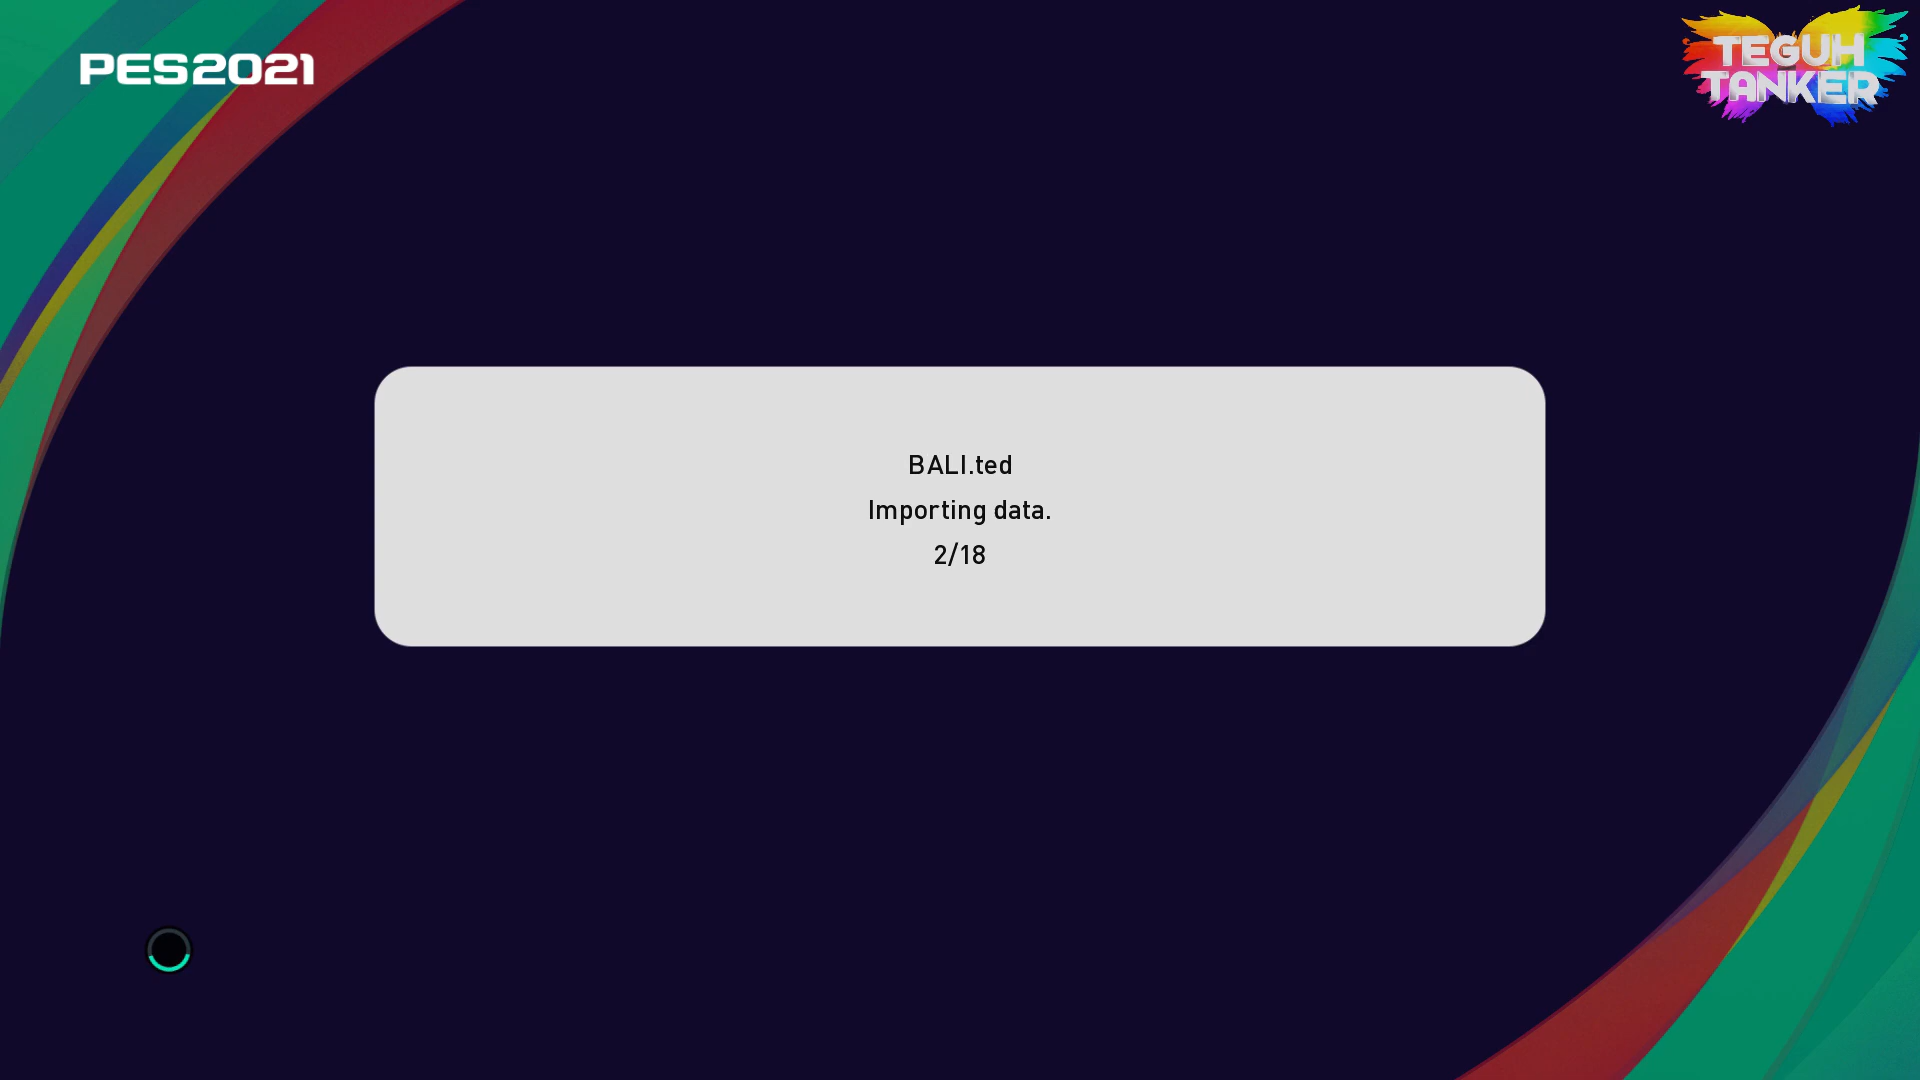 PES2021
TEGUH
TANKER
BALI.ted
Importing data.
2/18